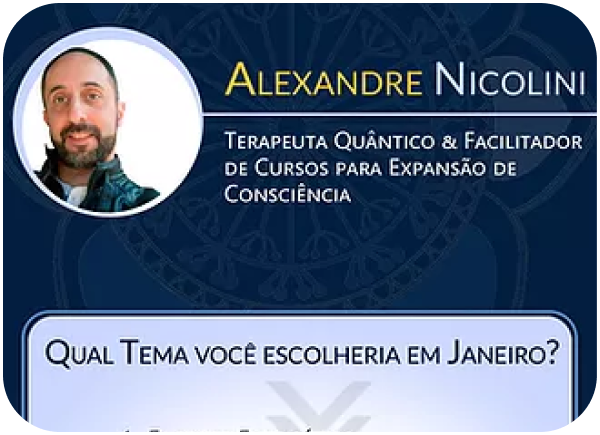 Alexandre Nicolini
Terapeuta Quântico & Facilitador
de Cursos para Expansão de
Consciência
Qual Tema você escolheria em Janeiro?